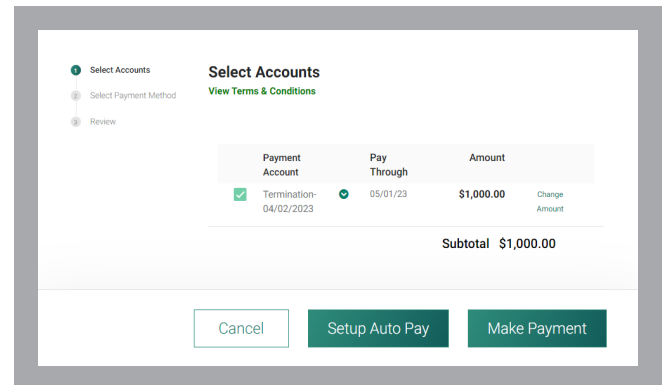 1 Select Accounts
2 Select Payment Method
3 Review
Select Accounts
View Terms & Conditions
Payment Account Pay Through Amount
Termination- 05/01/23 $1,000.00 Change
04/02/2023 Amount
Subtotal $1,000.00
Cancel Setup Auto Pay Make Payment